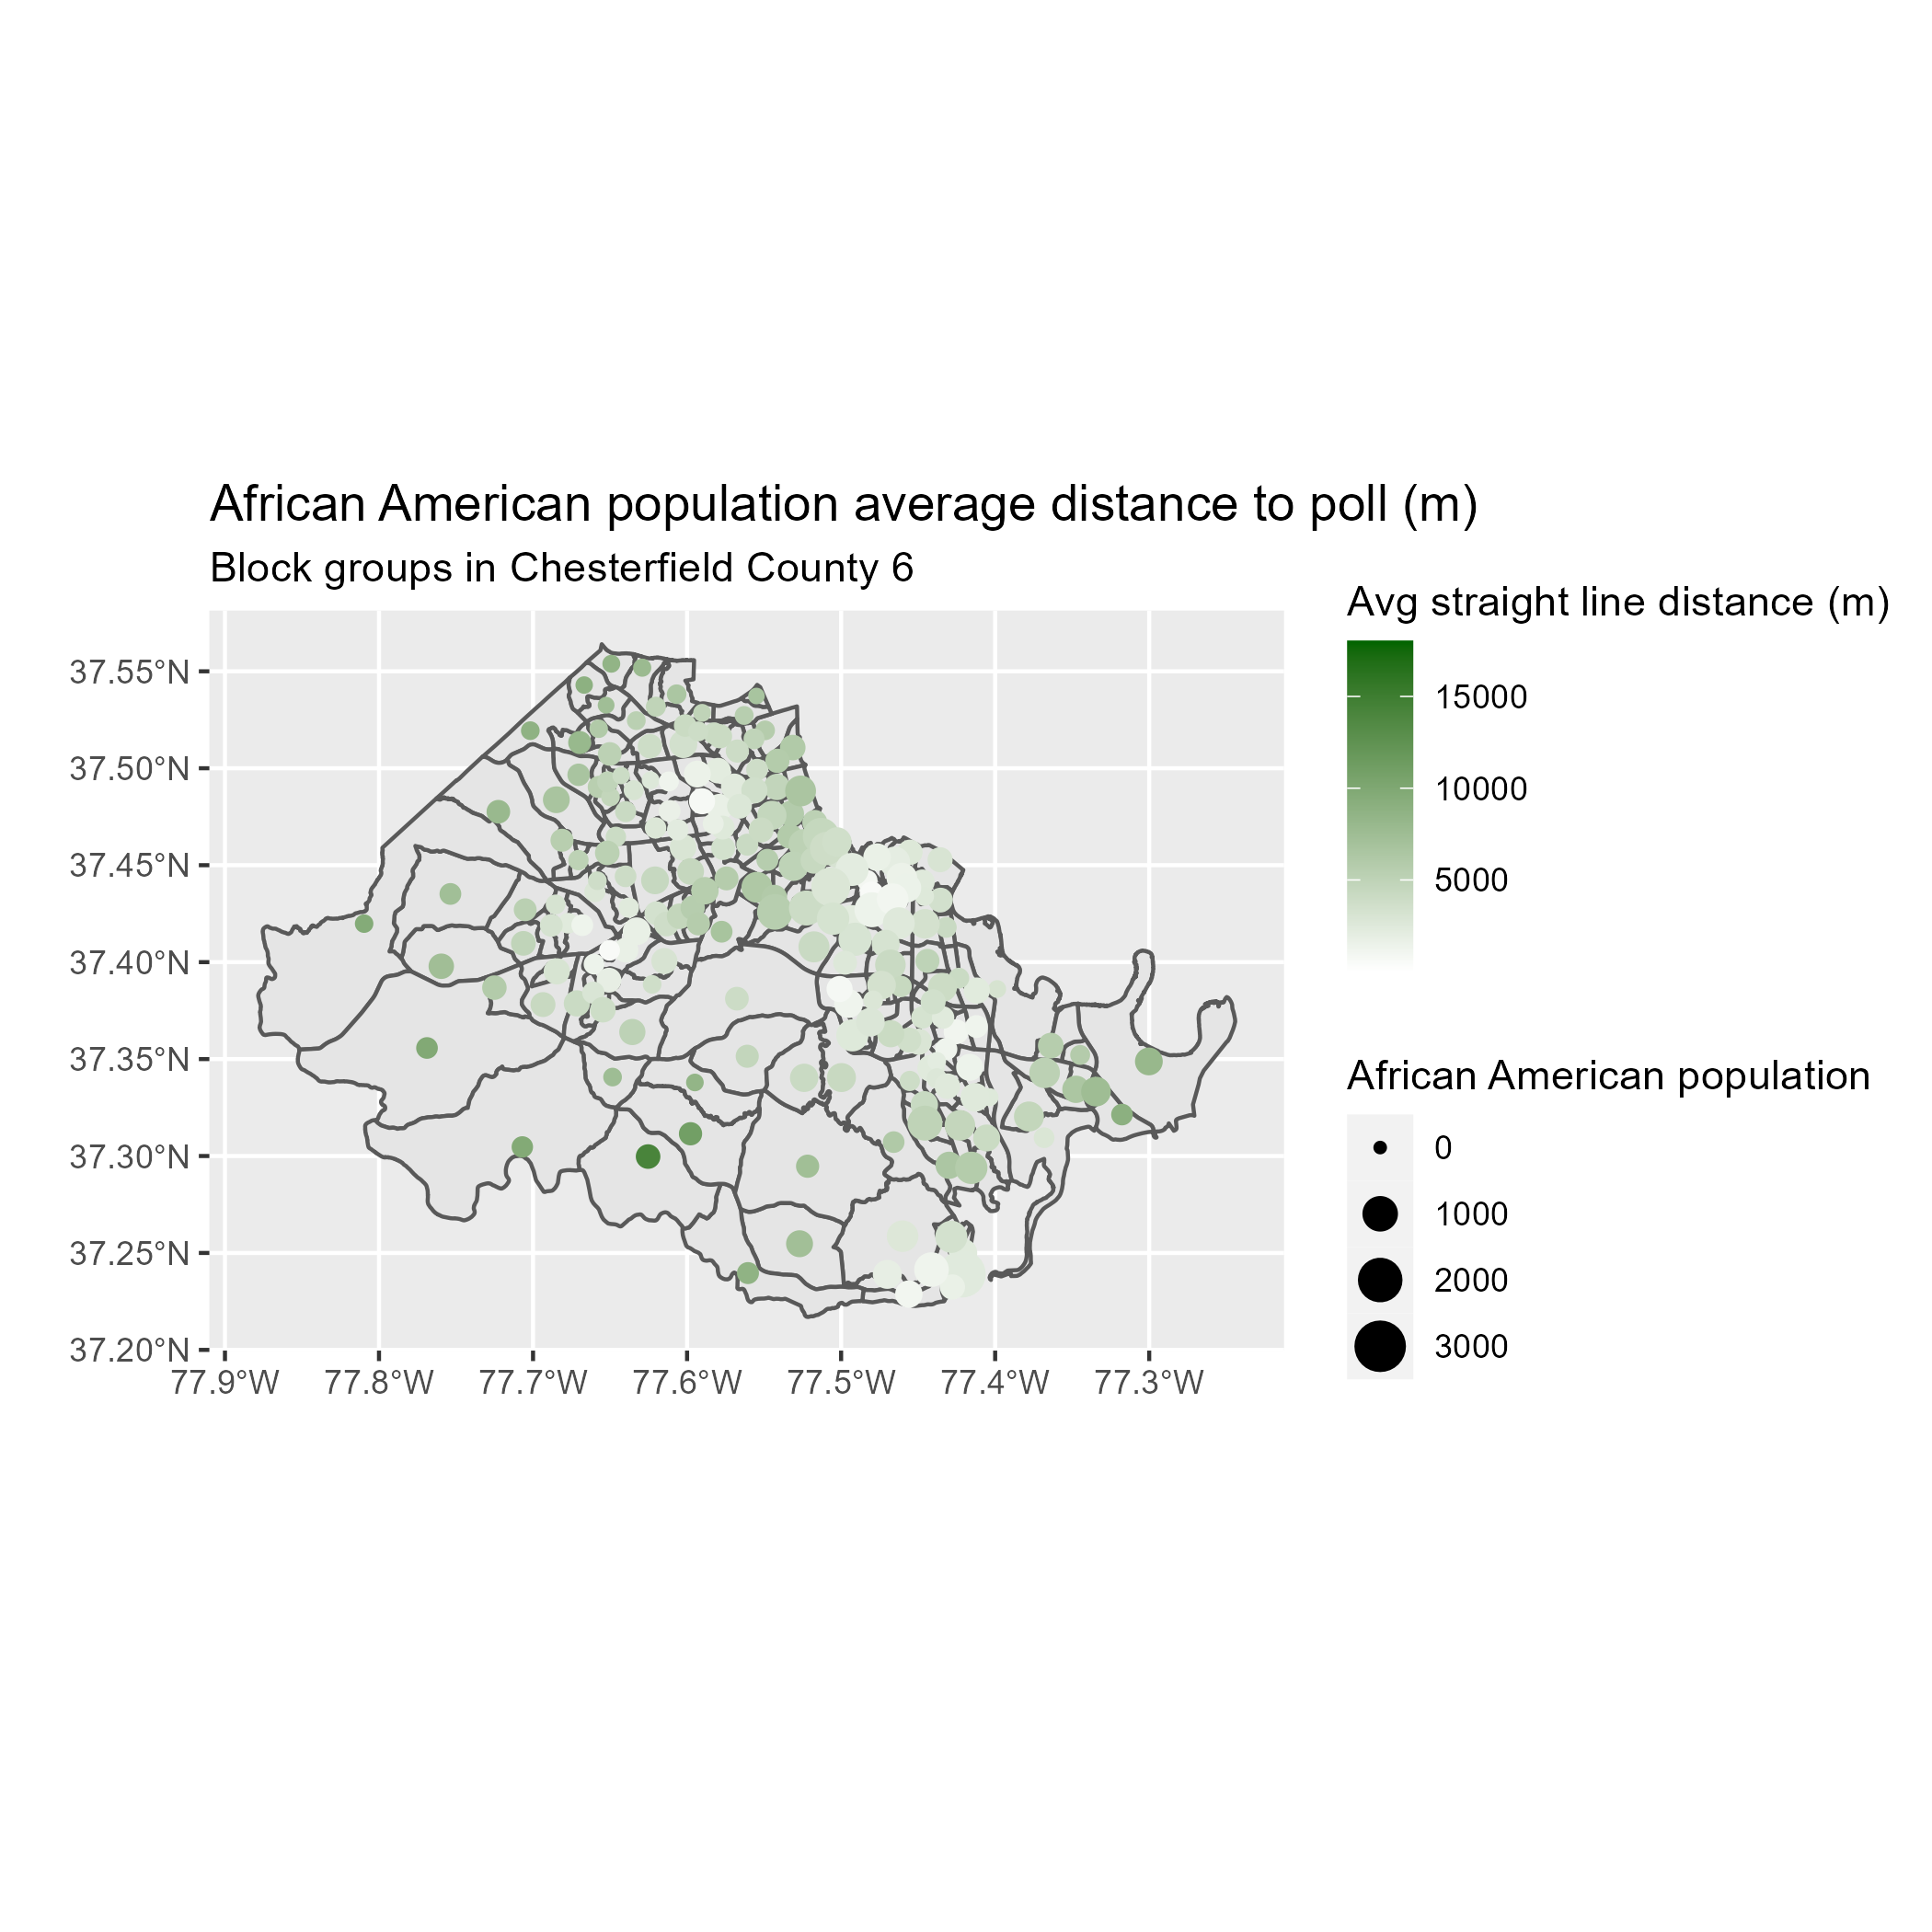 African American population average distance to poll (m)
Block groups in Chesterfield County 6
Avg straight line distance (m)
15000
10000
5000
African American population
0
1000
2000
3000
37.55°N
37.50°N
37.45°N
37.40°N
37.35°N
37.30°N
37.25°N
37.20°N
77.9°W 77.8°W 77.7°W 77.6°W 77.5°W 77.4°W 77.3°W